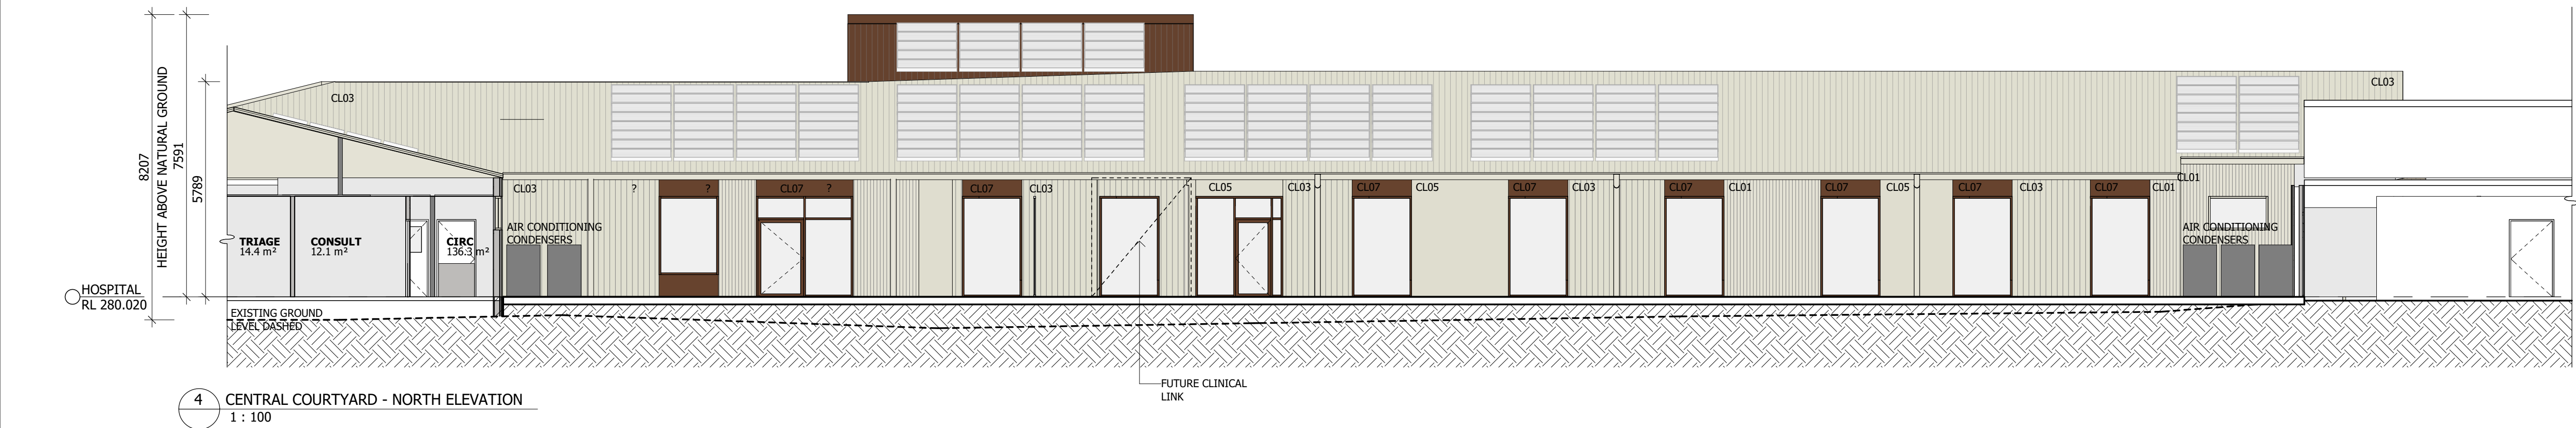 CL03
CL03
8207
HEIGHT ABOVE NATURAL GROUND
7591
5789
CL03
?
?
CL07
?
CL07
CL03
CL05
CL03
CL07
CL05
CL07
CL03
CL07
CL01
CL07
CL05
CL07
CL03
CL07
CL01
CL01
AIR CONDITIONING
CONDENSERS
AIR CONDITIONING
CONDENSERS
TRIAGE
14.4 m²
CONSULT
12.1 m²
CIRC
136.3 m²
HOSPITAL
RL 280.020
EXISTING GROUND
LEVEL DASHED
FUTURE CLINICAL
LINK
4
CENTRAL COURTYARD - NORTH ELEVATION
1 : 100